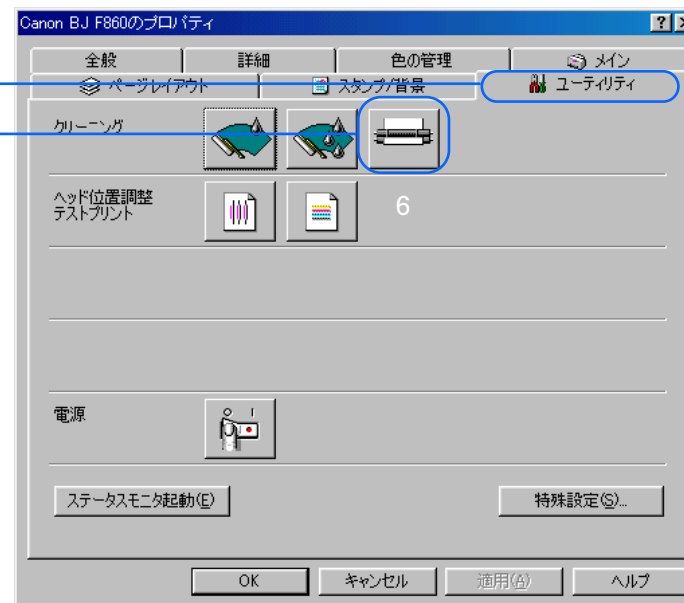 Canon BJ F860のプロパティ
全般 詳細 色の管理 メイン
ページレイアウト スタンプ/背景 ユーティリティ
クリーニング
ヘッド位置調整
テストプリント
6
電源
ステータスモニタ起動(E) 特殊設定(S)...
OK キャンセル 適用(A) ヘルプ